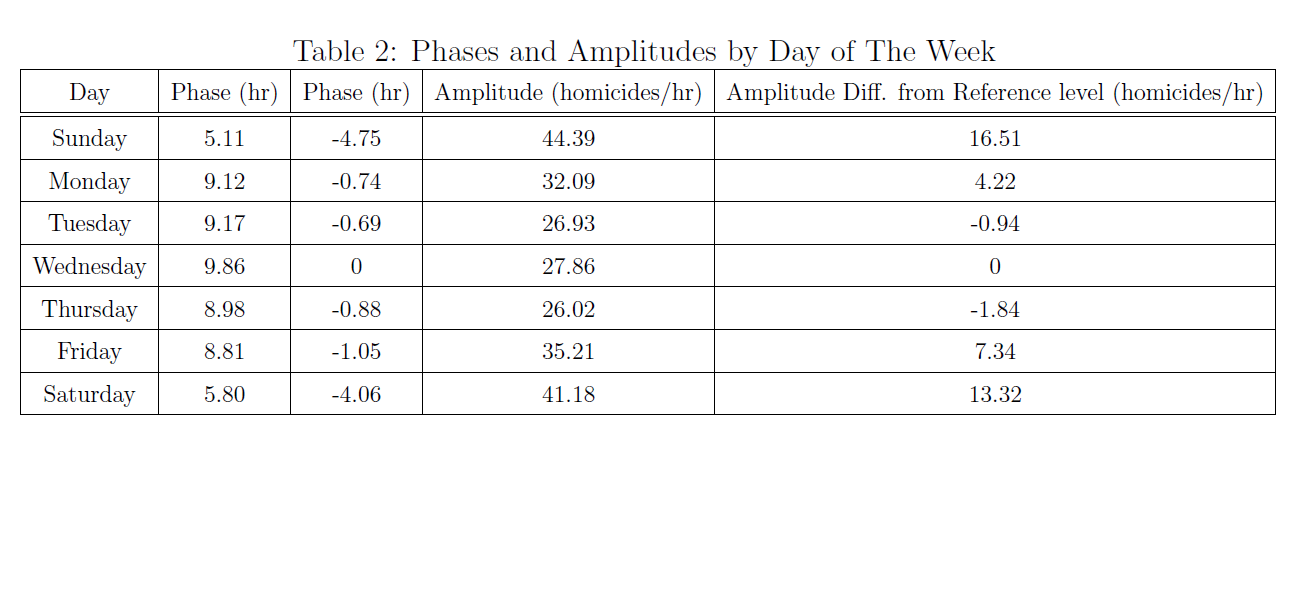 Table 2: Phases and Amplitudes by Day of The Week
Day Phase (hr) Phase (hr) Amplitude (homicides/hr) Amplitude Diff. from Reference level (homicides/hr)
Sunday 5.11 -4.75 44.39 16.51
Monday 9.12 -0.74 32.09 4.22
Tuesday 9.17 -0.69 26.93 -0.94
Wednesday 9.86 0 27.86 0
Thursday 8.98 -0.88 26.02 -1.84
Friday 8.81 -1.05 35.21 7.34
Saturday 5.80 -4.06 41.18 13.32